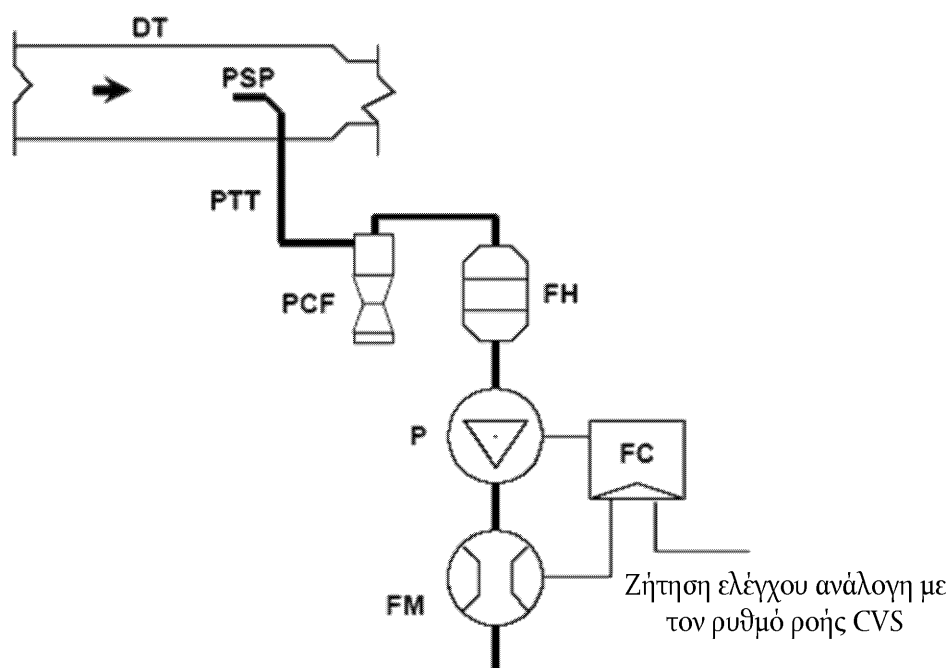 DT
PSP
PTT
PCF
FH
P
FC
FM
Ζήτηση ελέγχου ανάλογη με
τον ρυθμό ροής CVS